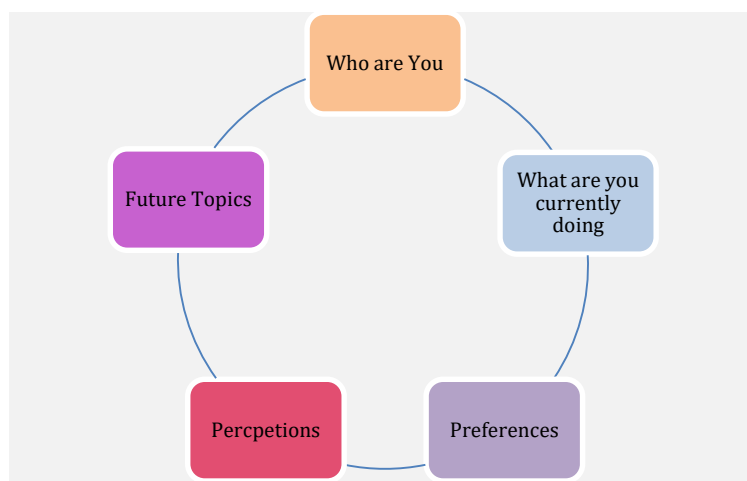 Who are You
What are you
currently
doing
Preferences
Percpetions
Future Topics